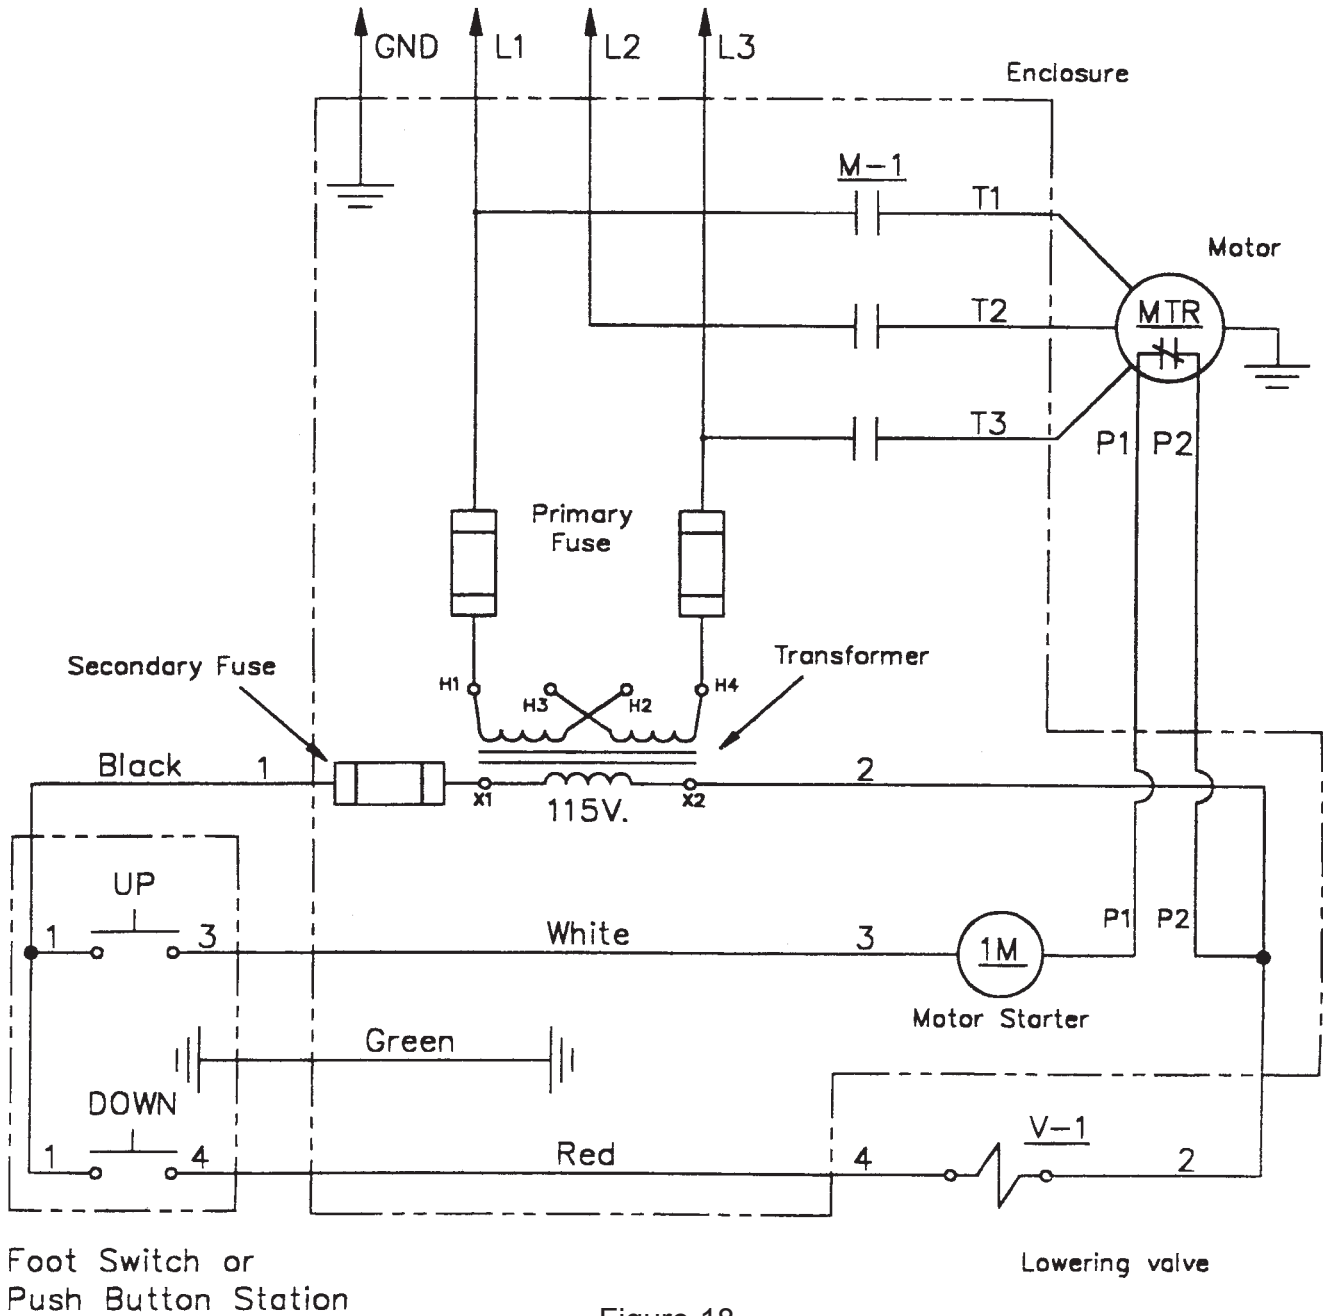 GND
L1
L2
L3
Enclosure
M-1
T1
Motor
T2
MTR
T3
P1 P2
Primary
Fuse
Secondary Fuse
Transformer
H1
H3
H2
H4
Black
1
X1
115V.
X2
2
UP
1
3
White
3
1M
P1
P2
Motor Starter
Green
DOWN
1
4
Red
4
V-1
2
Foot Switch or
Push Button Station
Lowering valve
Figure 18